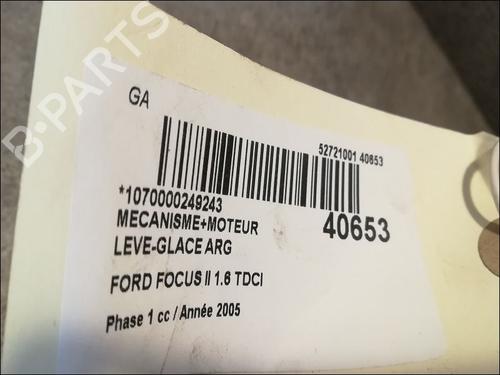 B-PARTS
GA
52721001 40653
*1070000249243
40653
MECANISME+MOTEUR
LEVE-GLACE ARG
FORD FOCUS II 1.6 TDCI
Phase 1 cc / Année 2005